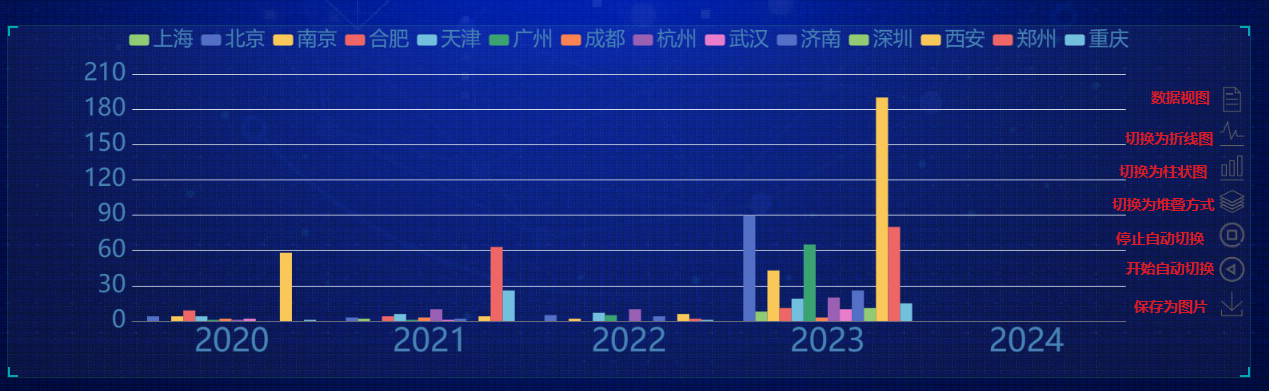 上海 北京 南京 合肥 天津 广州 成都 杭州 武汉 济南 深圳 西安 郑州 重庆
210
180
150
120
90
60
30
0
2020 2021 2022 2023 2024
数据视图
切换为折线图
切换为柱状图
切换为堆叠方式
停止自动切换
开始自动切换
保存为图片